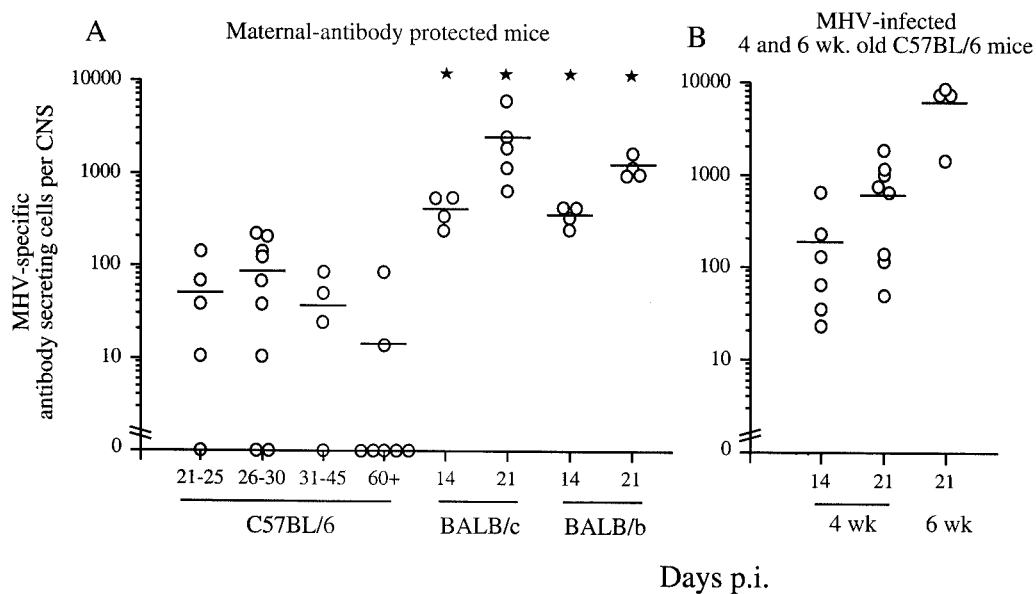 A
Maternal-antibody protected mice
B
MHV-infected
4 and 6 wk. old C57BL/6 mice
MHV-specific
antibody secreting cells per CNS
10000
1000
100
10
0
10000
1000
100
10
0
21-25 26-30 31-45 60+ 14 21 14 21
C57BL/6 BALB/c BALB/b
14 21 21
4 wk 6 wk
Days p.i.